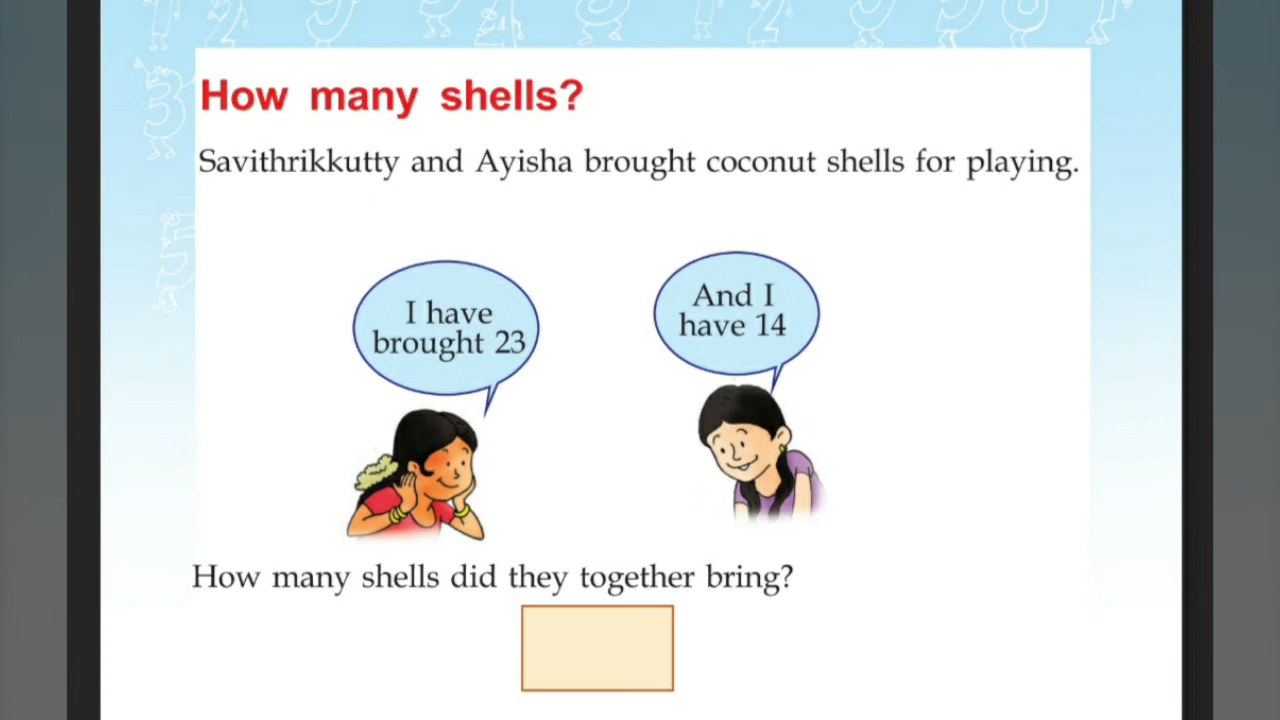 How many shells?
Savithrikkutty and Ayisha brought coconut shells for playing.
I have
brought 23
And I
have 14
How many shells did they together bring?